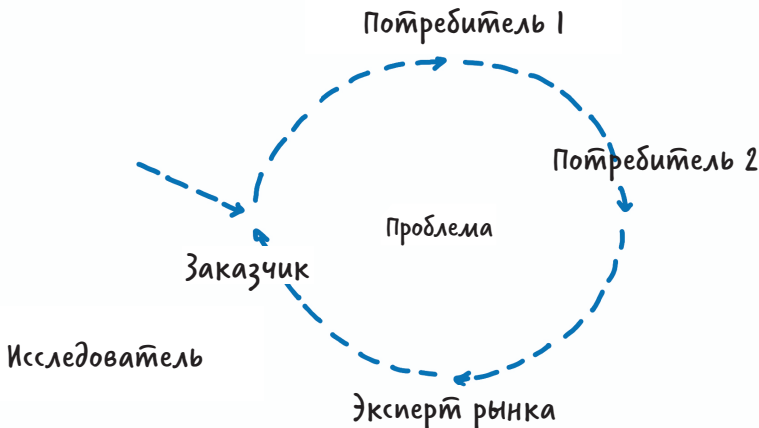 Потребитель 1
Потребитель 2
Проблема
Заказчик
Исследователь
Эксперт рынка